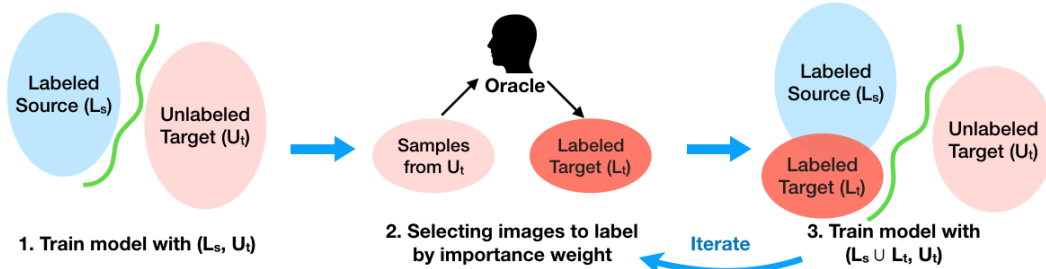 Labeled
Source (Lₛ)
Unlabeled
Target (Uₜ)
1. Train model with (Lₛ, Uₜ)
Oracle
Samples
from Uₜ
Labeled
Target (Lₜ)
2. Selecting images to label
by importance weight
Iterate
Labeled
Source (Lₛ)
Labeled
Target (Lₜ)
Unlabeled
Target (Uₜ)
3. Train model with
(Lₛ ∪ Lₜ, Uₜ)